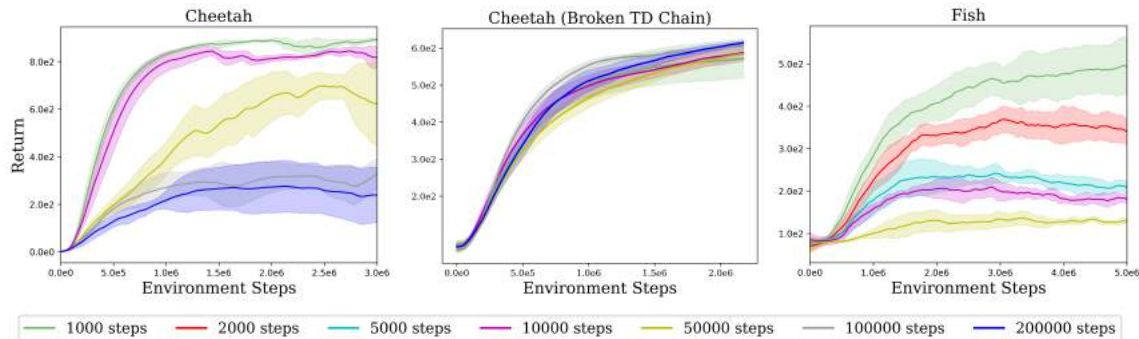 Cheetah
Cheetah (Broken TD Chain)
Fish
Return
8.0e2
6.0e2
4.0e2
2.0e2
0.0e0
0.0e0 5.0e5 1.0e6 1.5e6 2.0e6 2.5e6 3.0e6
Environment Steps
6.0e2
5.0e2
4.0e2
3.0e2
2.0e2
0.0e0 5.0e5 1.0e6 1.5e6 2.0e6
Environment Steps
5.0e2
4.0e2
3.0e2
2.0e2
1.0e2
0.0e0 1.0e6 2.0e6 3.0e6 4.0e6 5.0e6
Environment Steps
1000 steps 2000 steps 5000 steps 10000 steps 50000 steps 100000 steps 200000 steps